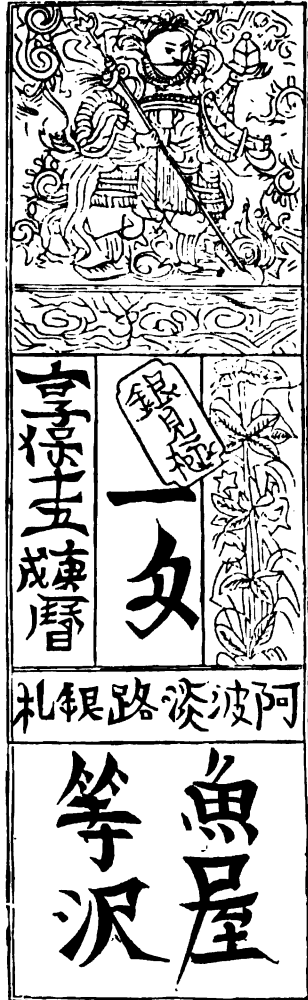 銀見極
一匁
享保十五庚戌暦
阿波淡路銀札
魚屋
等沢